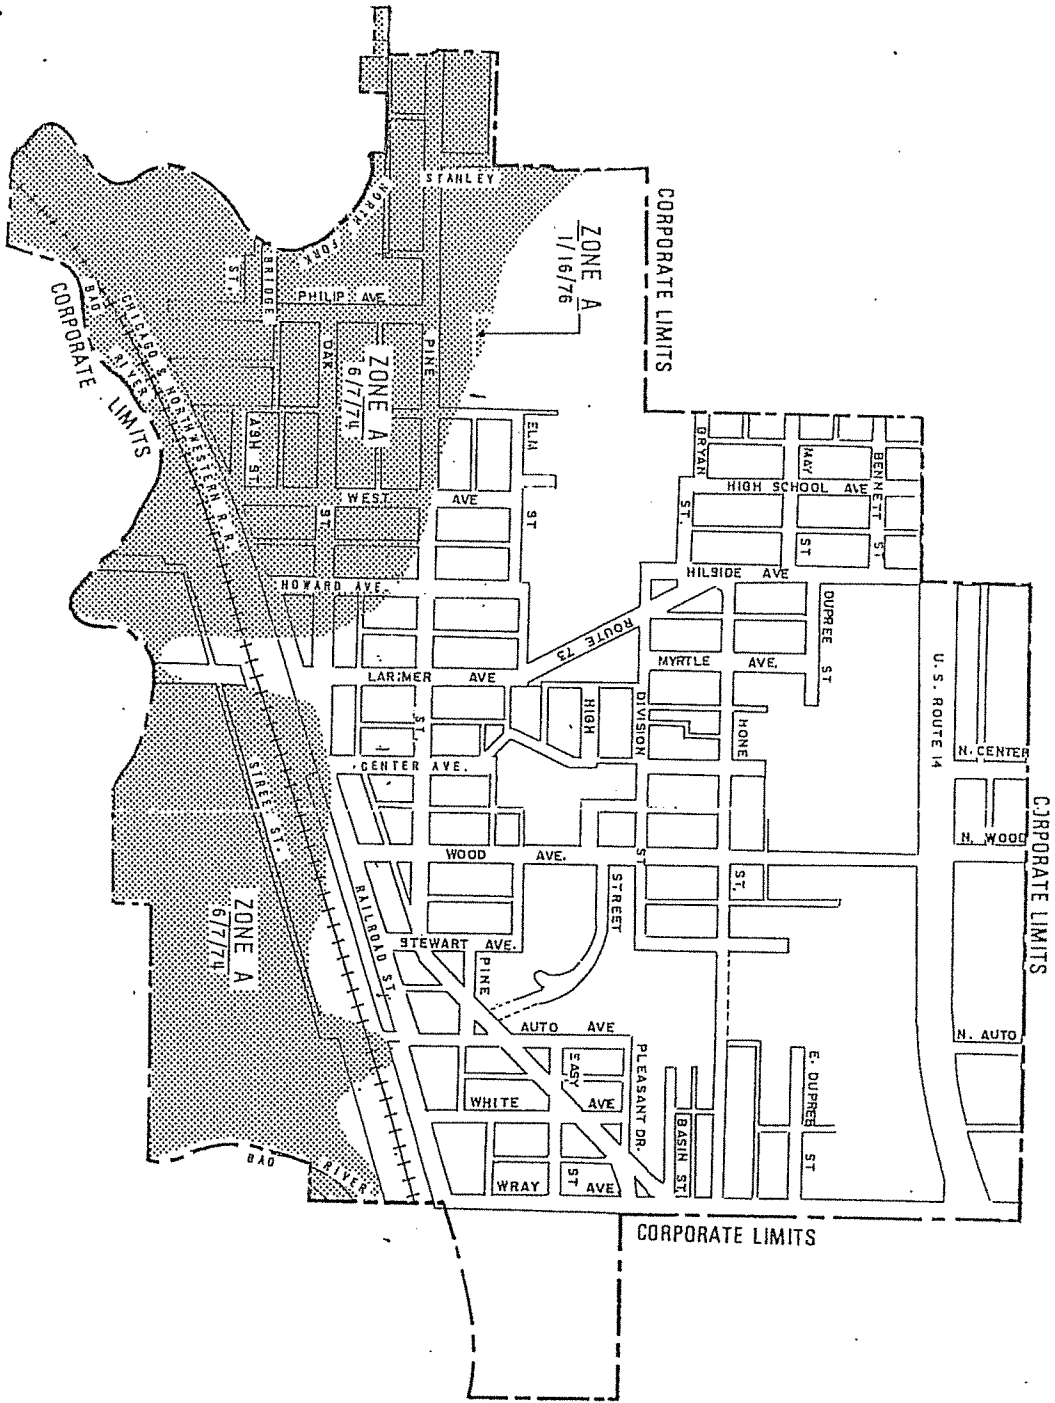 CORPORATE LIMITS
STANLEY
NORTH FORK
ZONE A
1/16/76
BRIDGE
ST.
PHILIP AVE
CHICAGO & NORTHWESTERN R.R.
BAD
RIVER
CORPORATE LIMITS
OAK
ZONE A
6/7/74
PINE
ELM
BRYAN
MAY
BENNETT ST
HIGH SCHOOL AVE
ASH ST.
WEST AVE
ST.
ST
ST.
ST
HOWARD AVE.
HILSIDE AVE
DUPREE ST
ROUTE 73
MYRTLE AVE.
U.S. ROUTE 14
LARIMER AVE
ST.
HIGH
DIVISION
HONE
N. CENTER
CENTER AVE.
STREET ST.
CORPORATE LIMITS
N. WOOD
WOOD AVE.
ST.
ST.
STREET
RAILROAD ST.
ZONE A
6/7/74
STEWART AVE.
PINE
AUTO AVE
N. AUTO
EASY
PLEASANT DR.
E. DUPREE ST
WHITE AVE
BASIN ST.
BAD RIVER
WRAY AVE
ST
CORPORATE LIMITS